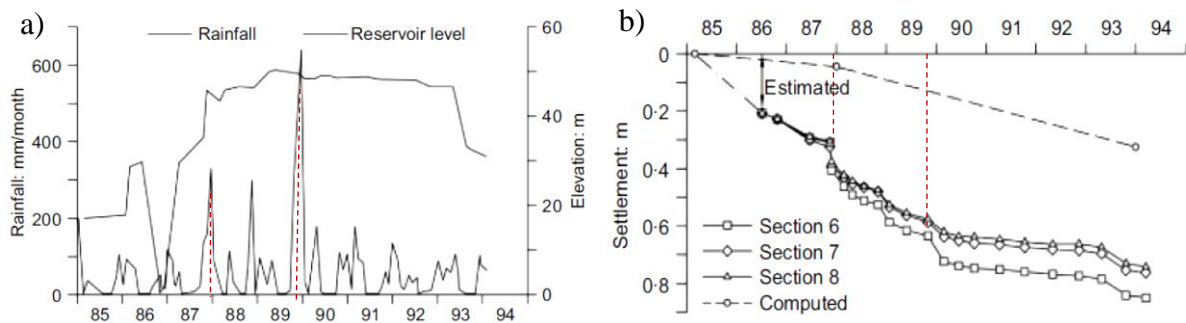 a)
Rainfall
Reservoir level
600
400
200
0
Rainfall: mm/month
60
40
20
0
Elevation: m
85 86 87 88 89 90 91 92 93 94
b)
85 86 87 88 89 90 91 92 93 94
0
0·2
0·4
0·6
0·8
Settlement: m
Estimated
Section 6
Section 7
Section 8
Computed